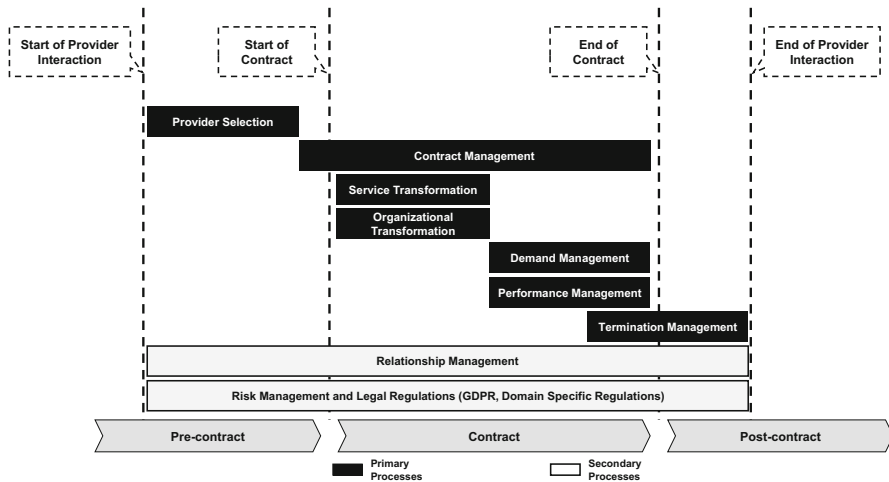 Start of Provider
Interaction
Start of
Contract
End of
Contract
End of Provider
Interaction
Provider Selection
Contract Management
Service Transformation
Organizational
Transformation
Demand Management
Performance Management
Termination Management
Relationship Management
Risk Management and Legal Regulations (GDPR, Domain Specific Regulations)
Pre-contract
Contract
Post-contract
Primary
Processes
Secondary
Processes